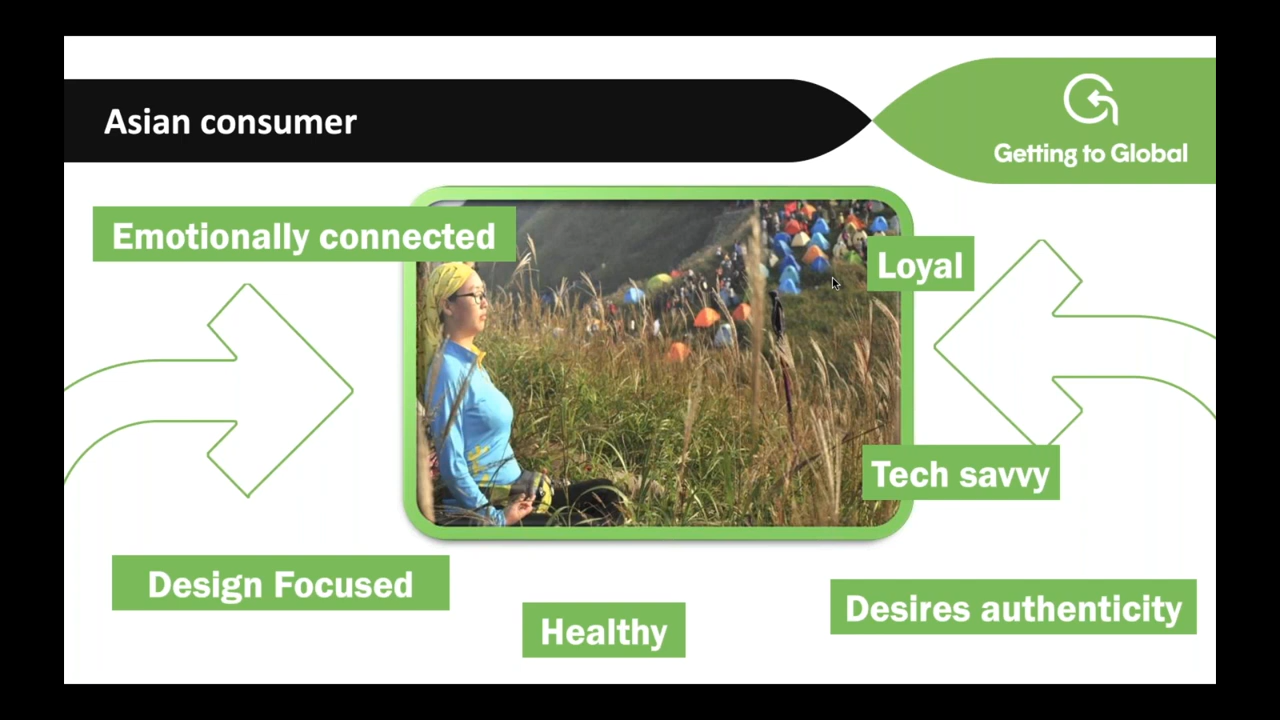 Asian consumer
Getting to Global
Emotionally connected
Loyal
Tech savvy
Design Focused
Desires authenticity
Healthy